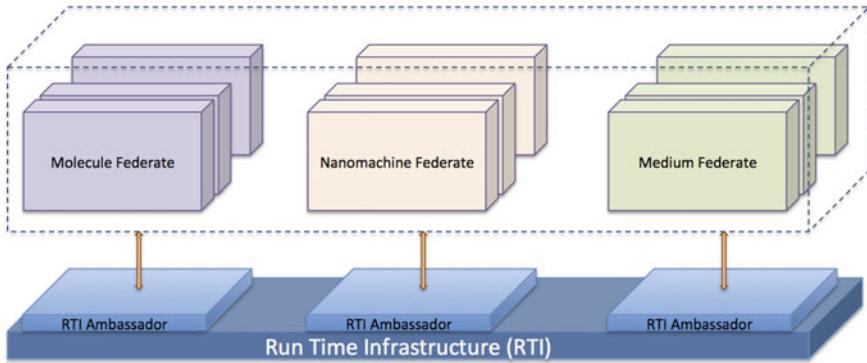 Molecule Federate
Nanomachine Federate
Medium Federate
RTI Ambassador
RTI Ambassador
RTI Ambassador
Run Time Infrastructure (RTI)